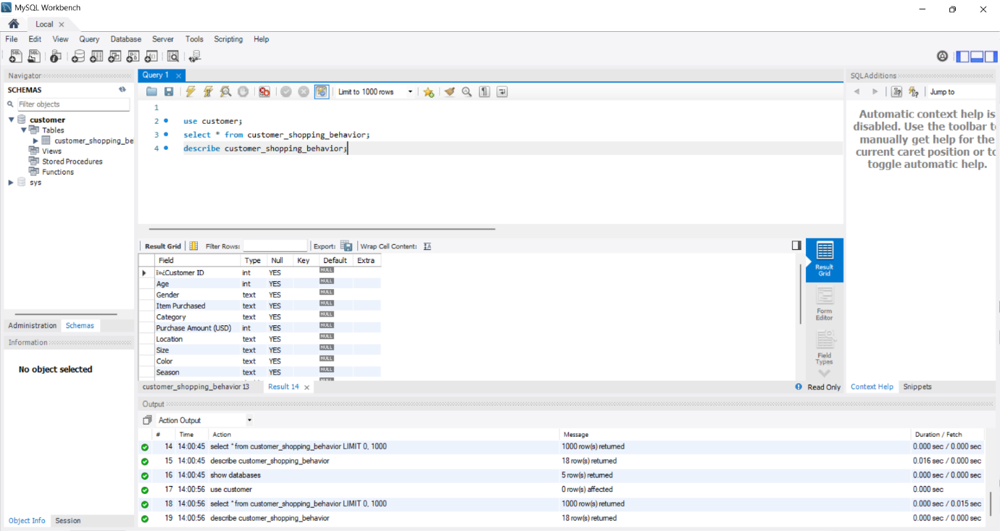 MySQL Workbench
Local
File Edit View Query Database Server Tools Scripting Help
Navigator
SCHEMAS
Filter objects
customer
Tables
customer_shopping_be
Views
Stored Procedures
Functions
sys
Administration Schemas
Information
No object selected
Object Info Session
Query 1
Limit to 1000 rows
1
2 use customer;
3 select * from customer_shopping_behavior;
4 describe customer_shopping_behavior;
Result Grid Filter Rows: Export: Wrap Cell Content:
Field Type Null Key Default Extra
Customer ID int YES NULL
Age int YES NULL
Gender text YES NULL
Item Purchased text YES NULL
Category text YES NULL
Purchase Amount (USD) int YES NULL
Location text YES NULL
Size text YES NULL
Color text YES NULL
Season text YES NULL
Result Grid
Form Editor
Field Types
customer_shopping_behavior 13 Result 14 Read Only
SQLAdditions
Jump to
Automatic context help is
disabled. Use the toolbar t
manually get help for the
current caret position or to
toggle automatic help.
Context Help Snippets
Output
Action Output
# Time Action Message Duration / Fetch
14 14:00:45 select * from customer_shopping_behavior LIMIT 0, 1000 1000 row(s) returned 0.000 sec / 0.000 sec
15 14:00:45 describe customer_shopping_behavior 18 row(s) returned 0.016 sec / 0.000 sec
16 14:00:45 show databases 5 row(s) returned 0.000 sec / 0.000 sec
17 14:00:56 use customer 0 row(s) affected 0.000 sec
18 14:00:56 select * from customer_shopping_behavior LIMIT 0, 1000 1000 row(s) returned 0.000 sec / 0.015 sec
19 14:00:56 describe customer_shopping_behavior 18 row(s) returned 0.000 sec / 0.000 sec